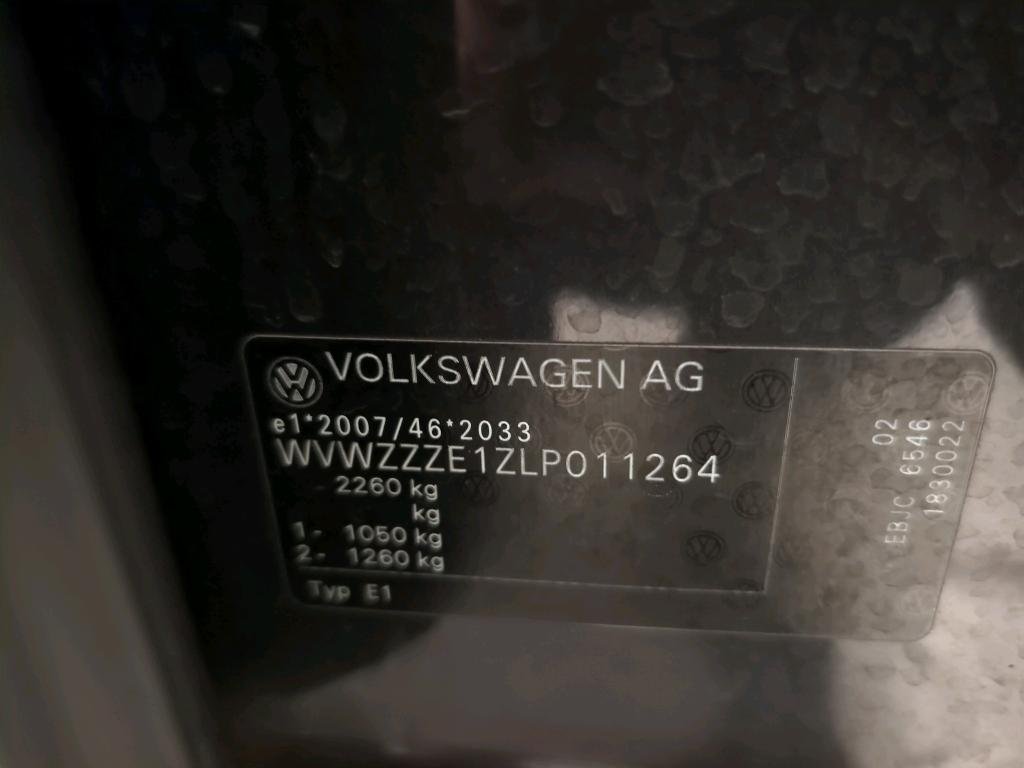 VOLKSWAGEN AG
e1*2007/46*2033
WVWZZZE1ZLP011264
2260 kg
kg
1- 1050 kg
2- 1260 kg
Typ E1
02
EBJC 6546
1830022